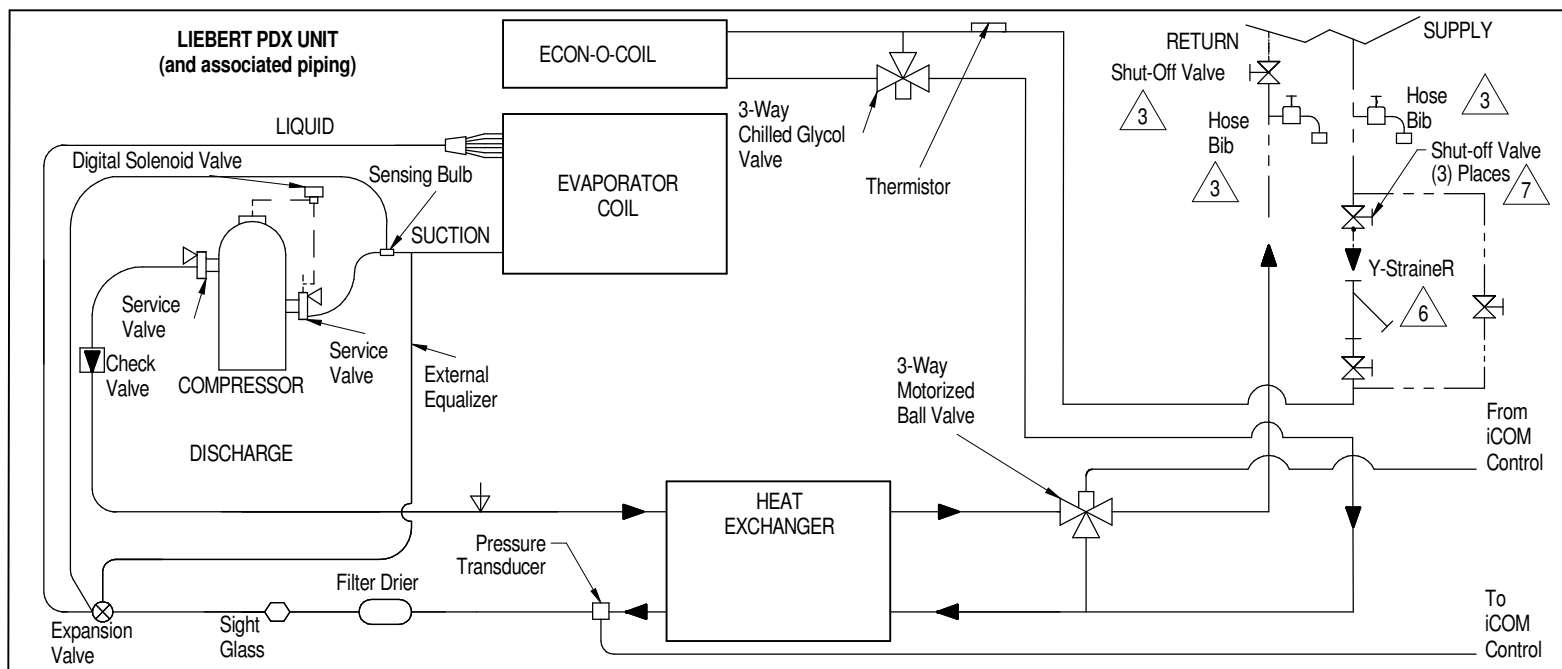 LIEBERT PDX UNIT
(and associated piping)
ECON-O-COIL
RETURN
SUPPLY
Shut-Off Valve
3
Hose
Bib
3
Hose
Bib
3
3-Way
Chilled Glycol
Valve
Thermistor
LIQUID
Digital Solenoid Valve
Sensing Bulb
EVAPORATOR
COIL
SUCTION
Shut-off Valve
(3) Places
7
Y-StraineR
6
Service
Valve
Service
Valve
Check
Valve
COMPRESSOR
External
Equalizer
3-Way
Motorized
Ball Valve
From
iCOM
Control
DISCHARGE
HEAT
EXCHANGER
Pressure
Transducer
Filter Drier
Sight
Glass
Expansion
Valve
To
iCOM
Control